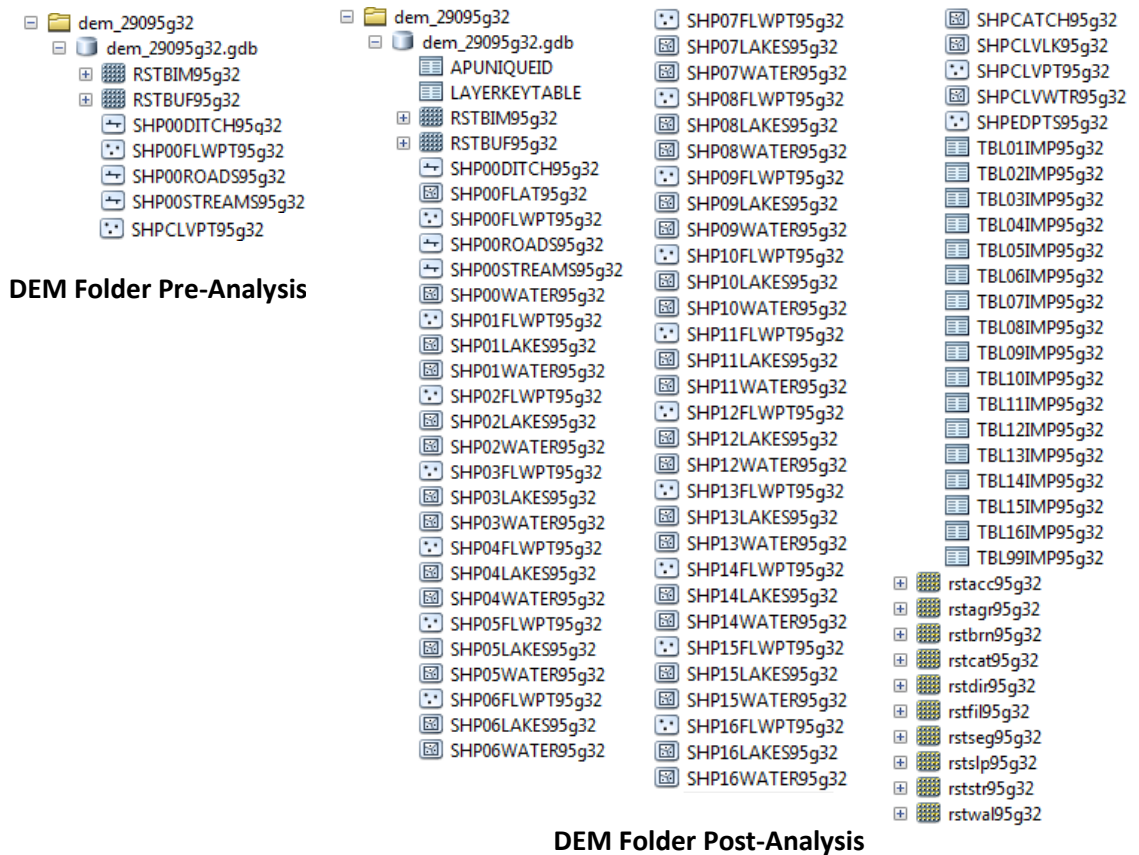 dem_29095g32
dem_29095g32.gdb
RSTBIM95g32
RSTBUF95g32
SHP00DITCH95g32
SHP00FLWPT95g32
SHP00ROADS95g32
SHP00STREAMS95g32
SHPCLVPT95g32
DEM Folder Pre-Analysis
dem_29095g32
dem_29095g32.gdb
APUNIQUEID
LAYERKEYTABLE
RSTBIM95g32
RSTBUF95g32
SHP00DITCH95g32
SHP00FLAT95g32
SHP00FLWPT95g32
SHP00ROADS95g32
SHP00STREAMS95g32
SHP00WATER95g32
SHP01FLWPT95g32
SHP01LAKES95g32
SHP01WATER95g32
SHP02FLWPT95g32
SHP02LAKES95g32
SHP02WATER95g32
SHP03FLWPT95g32
SHP03LAKES95g32
SHP03WATER95g32
SHP04FLWPT95g32
SHP04LAKES95g32
SHP04WATER95g32
SHP05FLWPT95g32
SHP05LAKES95g32
SHP05WATER95g32
SHP06FLWPT95g32
SHP06LAKES95g32
SHP06WATER95g32
SHP07FLWPT95g32
SHP07LAKES95g32
SHP07WATER95g32
SHP08FLWPT95g32
SHP08LAKES95g32
SHP08WATER95g32
SHP09FLWPT95g32
SHP09LAKES95g32
SHP09WATER95g32
SHP10FLWPT95g32
SHP10LAKES95g32
SHP10WATER95g32
SHP11FLWPT95g32
SHP11LAKES95g32
SHP11WATER95g32
SHP12FLWPT95g32
SHP12LAKES95g32
SHP12WATER95g32
SHP13FLWPT95g32
SHP13LAKES95g32
SHP13WATER95g32
SHP14FLWPT95g32
SHP14LAKES95g32
SHP14WATER95g32
SHP15FLWPT95g32
SHP15LAKES95g32
SHP15WATER95g32
SHP16FLWPT95g32
SHP16LAKES95g32
SHP16WATER95g32
SHPCATCH95g32
SHPCLVLK95g32
SHPCLVPT95g32
SHPCLVWTR95g32
SHPEDPTS95g32
TBL01IMP95g32
TBL02IMP95g32
TBL03IMP95g32
TBL04IMP95g32
TBL05IMP95g32
TBL06IMP95g32
TBL07IMP95g32
TBL08IMP95g32
TBL09IMP95g32
TBL10IMP95g32
TBL11IMP95g32
TBL12IMP95g32
TBL13IMP95g32
TBL14IMP95g32
TBL15IMP95g32
TBL16IMP95g32
TBL99IMP95g32
rstacc95g32
rstagr95g32
rstbrn95g32
rstcat95g32
rstdir95g32
rstfil95g32
rstseg95g32
rstslp95g32
rststr95g32
rstwal95g32
DEM Folder Post-Analysis